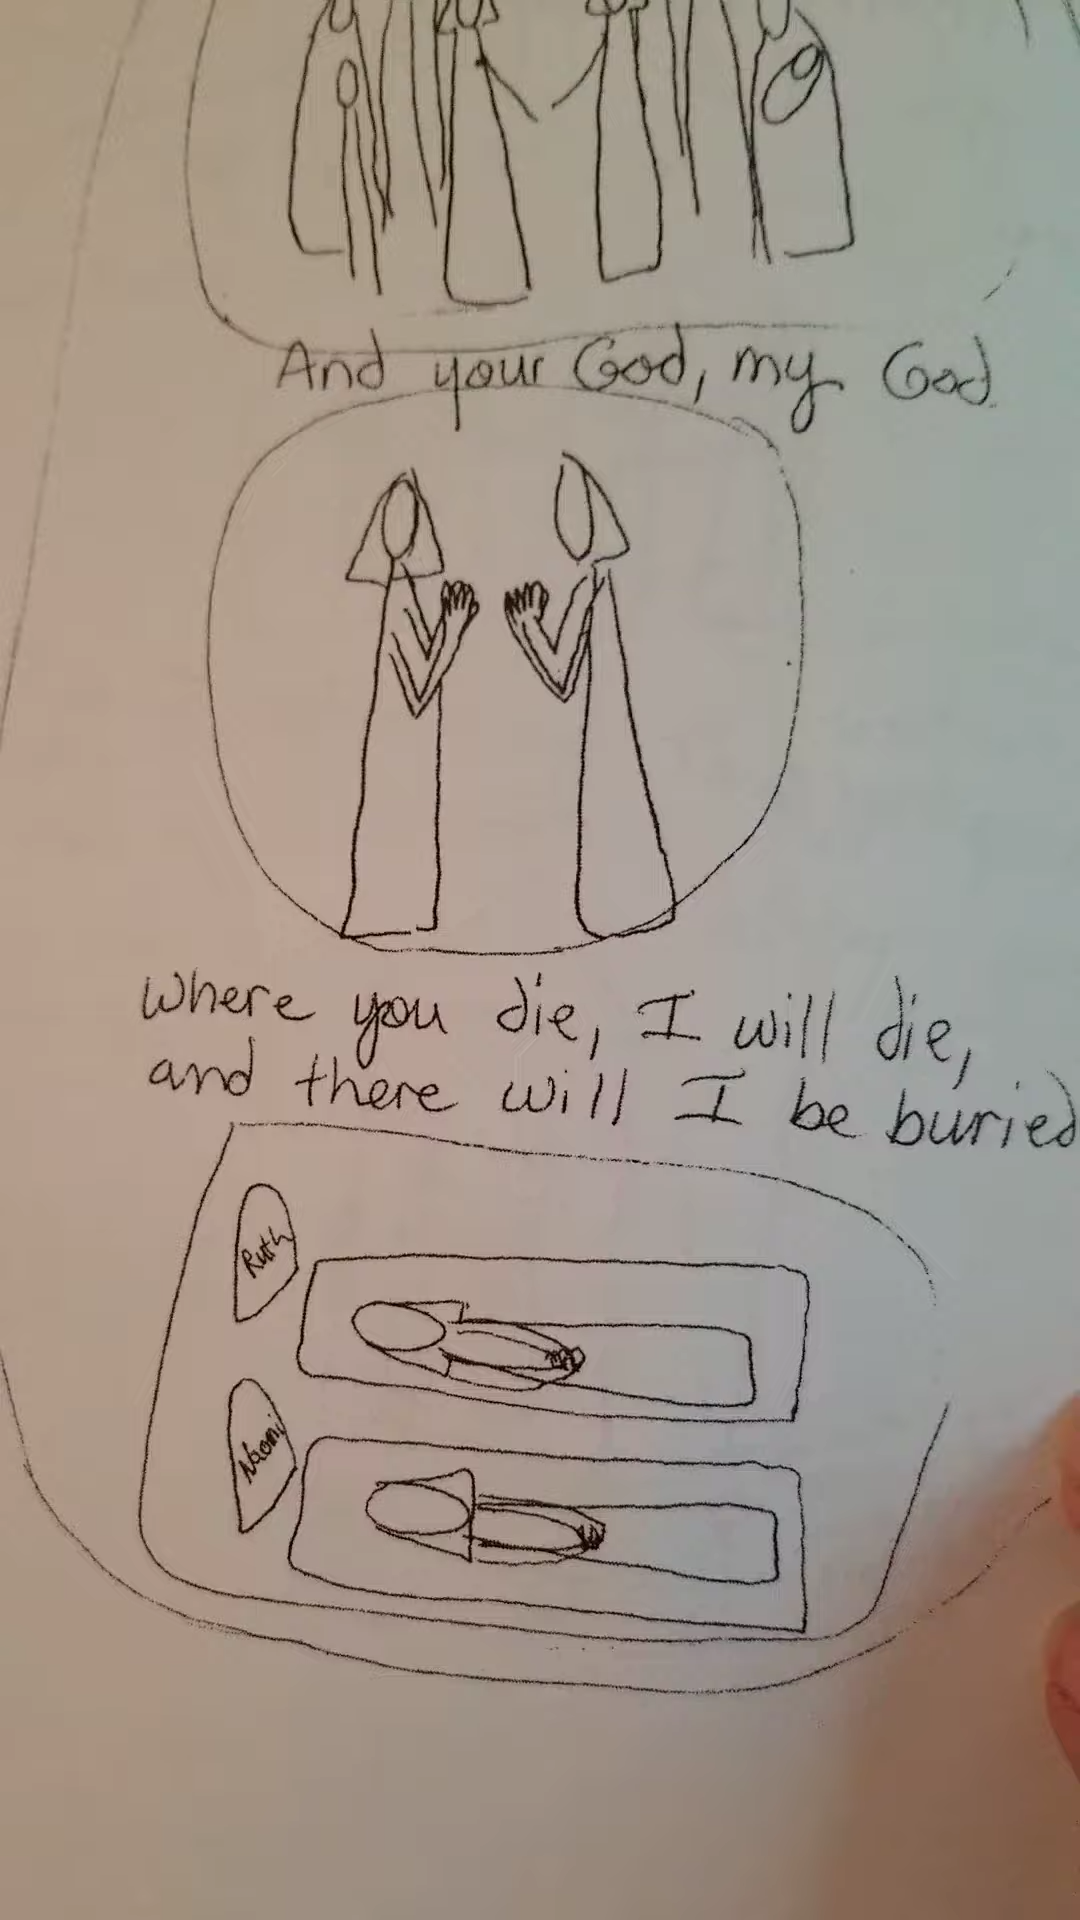 And your God, my God
where you die, I will die,
and there will I be buried
Ruth
Naomi